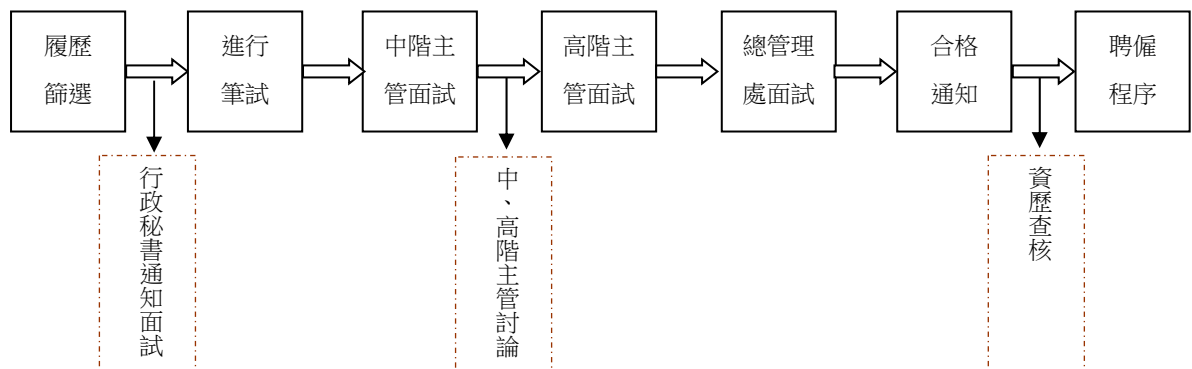 履歷
篩選
進行
筆試
中階主
管面試
高階主
管面試
總管理
處面試
合格
通知
聘僱
程序
行政秘書通知面試
中、高階主管討論
資歷查核